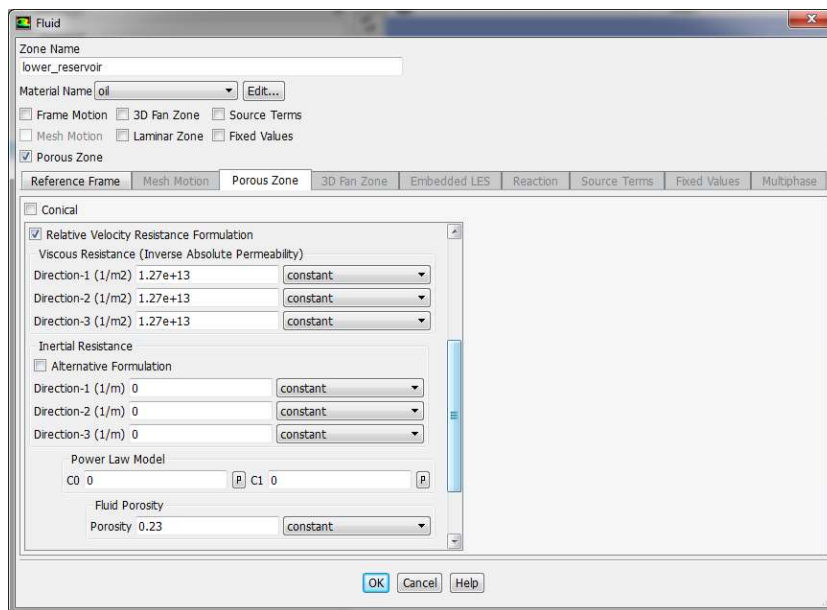 Fluid
Zone Name
lower_reservoir
Material Name oil Edit...
Frame Motion 3D Fan Zone Source Terms
Mesh Motion Laminar Zone Fixed Values
Porous Zone
Reference Frame Mesh Motion Porous Zone 3D Fan Zone Embedded LES Reaction Source Terms Fixed Values Multiphase
Conical
Relative Velocity Resistance Formulation
Viscous Resistance (Inverse Absolute Permeability)
Direction-1 (1/m2) 1.27e+13 constant
Direction-2 (1/m2) 1.27e+13 constant
Direction-3 (1/m2) 1.27e+13 constant
Inertial Resistance
Alternative Formulation
Direction-1 (1/m) 0 constant
Direction-2 (1/m) 0 constant
Direction-3 (1/m) 0 constant
Power Law Model
C0 0 P C1 0 P
Fluid Porosity
Porosity 0.23 constant
OK Cancel Help